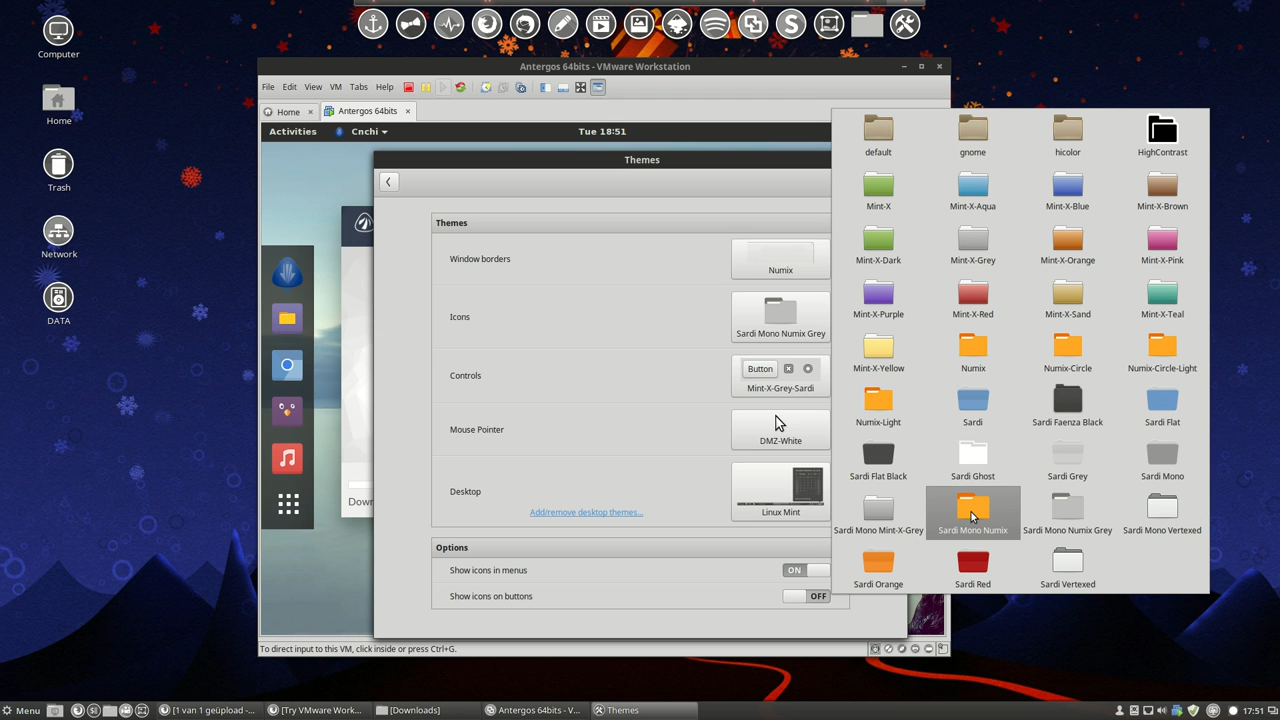 Computer
Home
Trash
Network
DATA
Antergos 64bits - VMware Workstation
File Edit View VM Tabs Help
Home
Antergos 64bits
Activities
Cnchi
Tue 18:51
Themes
Themes
Window borders
Numix
Icons
Sardi Mono Numix Grey
Controls
Button
Mint-X-Grey-Sardi
Mouse Pointer
DMZ-White
Desktop
Linux Mint
Add/remove desktop themes...
Options
Show icons in menus
ON
Show icons on buttons
OFF
Down
default gnome hicolor HighContrast
Mint-X Mint-X-Aqua Mint-X-Blue Mint-X-Brown
Mint-X-Dark Mint-X-Grey Mint-X-Orange Mint-X-Pink
Mint-X-Purple Mint-X-Red Mint-X-Sand Mint-X-Teal
Mint-X-Yellow Numix Numix-Circle Numix-Circle-Light
Numix-Light Sardi Sardi Faenza Black Sardi Flat
Sardi Flat Black Sardi Ghost Sardi Grey Sardi Mono
Sardi Mono Mint-X-Grey Sardi Mono Numix Sardi Mono Numix Grey Sardi Mono Vertexed
Sardi Orange Sardi Red Sardi Vertexed
To direct input to this VM, click inside or press Ctrl+G.
Menu
[1 van 1 geüpload -...
[Try VMware Work...
[Downloads]
Antergos 64bits - V...
Themes
17:51